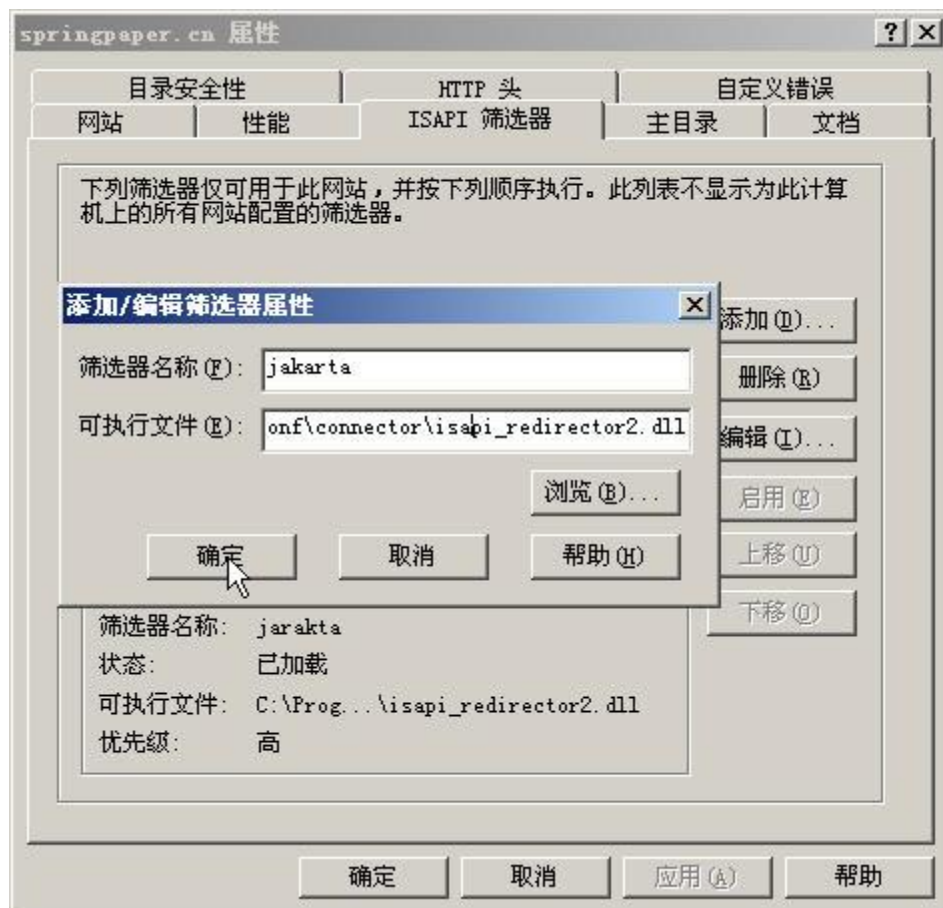 springpaper.cn 属性
目录安全性 HTTP 头 自定义错误
网站 性能 ISAPI 筛选器 主目录 文档
下列筛选器仅可用于此网站，并按下列顺序执行。此列表不显示为此计算
机上的所有网站配置的筛选器。
添加/编辑筛选器属性
添加(D)...
筛选器名称(F): jakarta
删除(R)
可执行文件(E): onf\connector\isapi_redirector2.dll
编辑(I)...
浏览(B)...
启用(E)
确定 取消 帮助(H)
上移(U)
下移(O)
筛选器名称: jarakta
状态: 已加载
可执行文件: C:\Prog...\isapi_redirector2.dll
优先级: 高
确定 取消 应用(A) 帮助